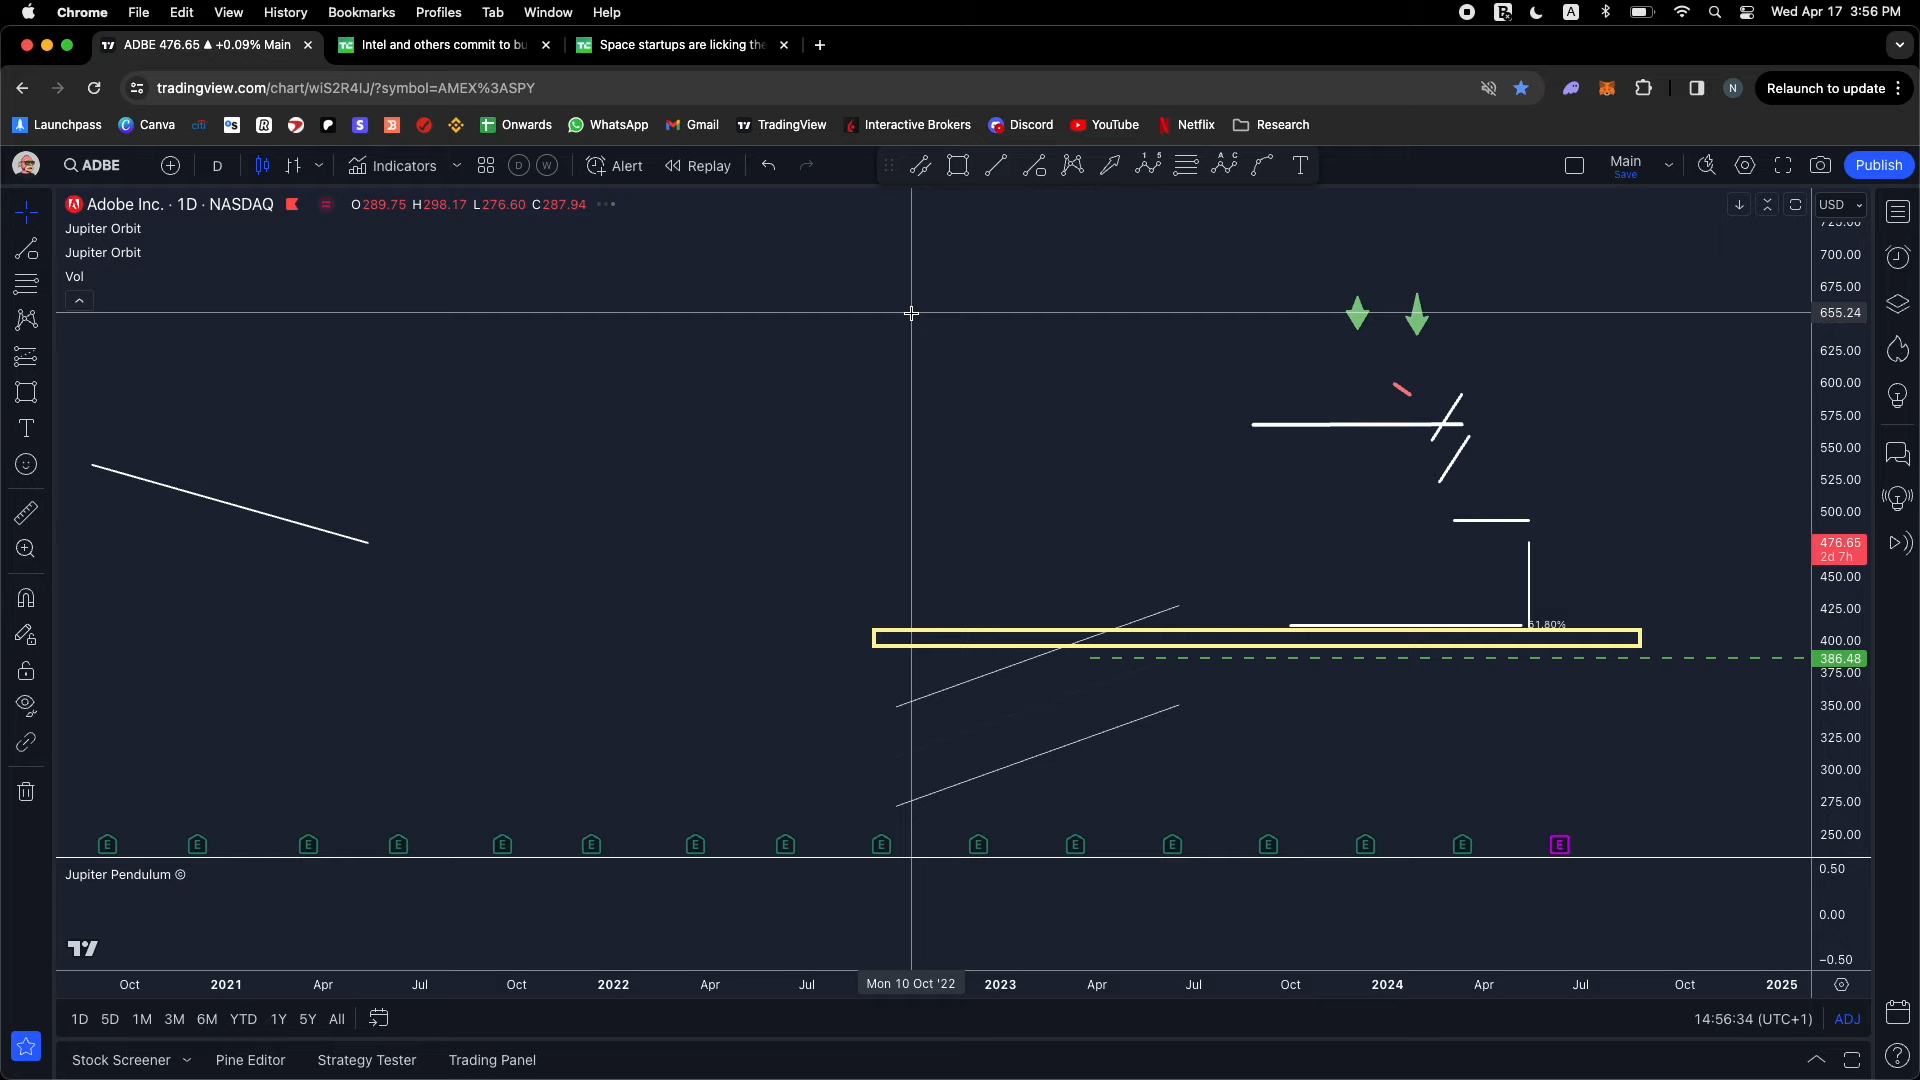 Chrome File Edit View History Bookmarks Profiles Tab Window Help A Wed Apr 17 3:56 PM
ADBE 476.65 ▲ +0.09% Main Intel and others commit to bu Space startups are licking the
tradingview.com/chart/wiS2R4IJ/?symbol=AMEX%3ASPY N Relaunch to update
Launchpass Canva citi Onwards WhatsApp Gmail TradingView Interactive Brokers Discord YouTube Netflix Research
ADBE D Indicators D W Alert Replay Main Save Publish
Adobe Inc. · 1D · NASDAQ O289.75 H298.17 L276.60 C287.94 USD
Jupiter Orbit
Jupiter Orbit
Vol
725.00
700.00
675.00
655.24
625.00
600.00
575.00
550.00
525.00
500.00
476.65
2d 7h
450.00
425.00
61.80%
400.00
386.48
375.00
350.00
325.00
300.00
275.00
250.00
E E E E E E E E E E E E E E E E
Jupiter Pendulum ©
0.50
0.00
-0.50
Oct 2021 Apr Jul Oct 2022 Apr Jul Mon 10 Oct '22 2023 Apr Jul Oct 2024 Apr Jul Oct 2025
1D 5D 1M 3M 6M YTD 1Y 5Y All 14:56:34 (UTC+1) ADJ
Stock Screener Pine Editor Strategy Tester Trading Panel